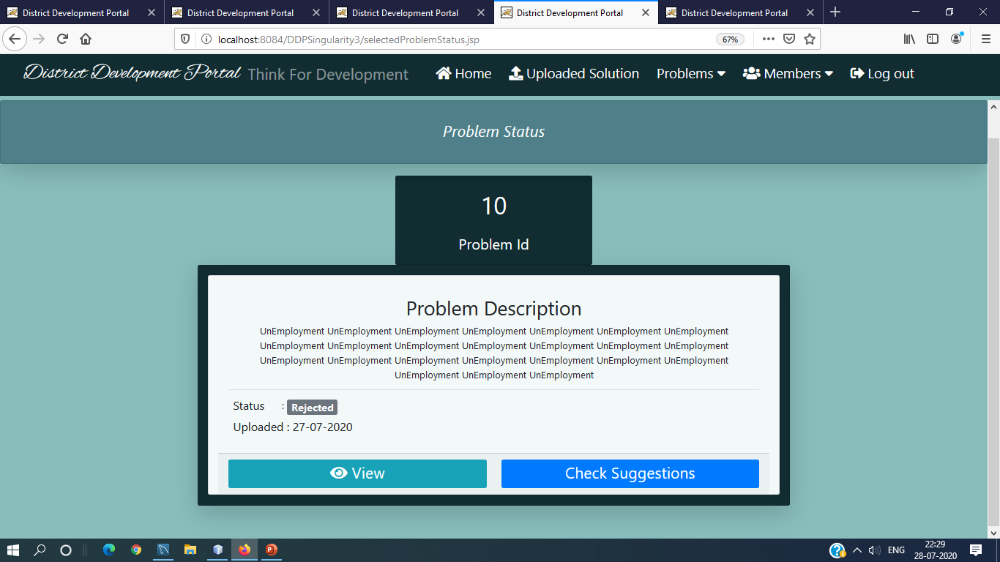 District Development Portal
District Development Portal
District Development Portal
District Development Portal
District Development Portal
localhost:8084/DDPSingularity3/selectedProblemStatus.jsp
67%
District Development Portal Think For Development Home Uploaded Solution Problems Members Log out
Problem Status
10
Problem Id
Problem Description
UnEmployment UnEmployment UnEmployment UnEmployment UnEmployment UnEmployment UnEmployment
UnEmployment UnEmployment UnEmployment UnEmployment UnEmployment UnEmployment UnEmployment
UnEmployment UnEmployment UnEmployment UnEmployment UnEmployment UnEmployment UnEmployment
UnEmployment UnEmployment UnEmployment
Status : Rejected
Uploaded : 27-07-2020
View
Check Suggestions
ENG
22:29
28-07-2020